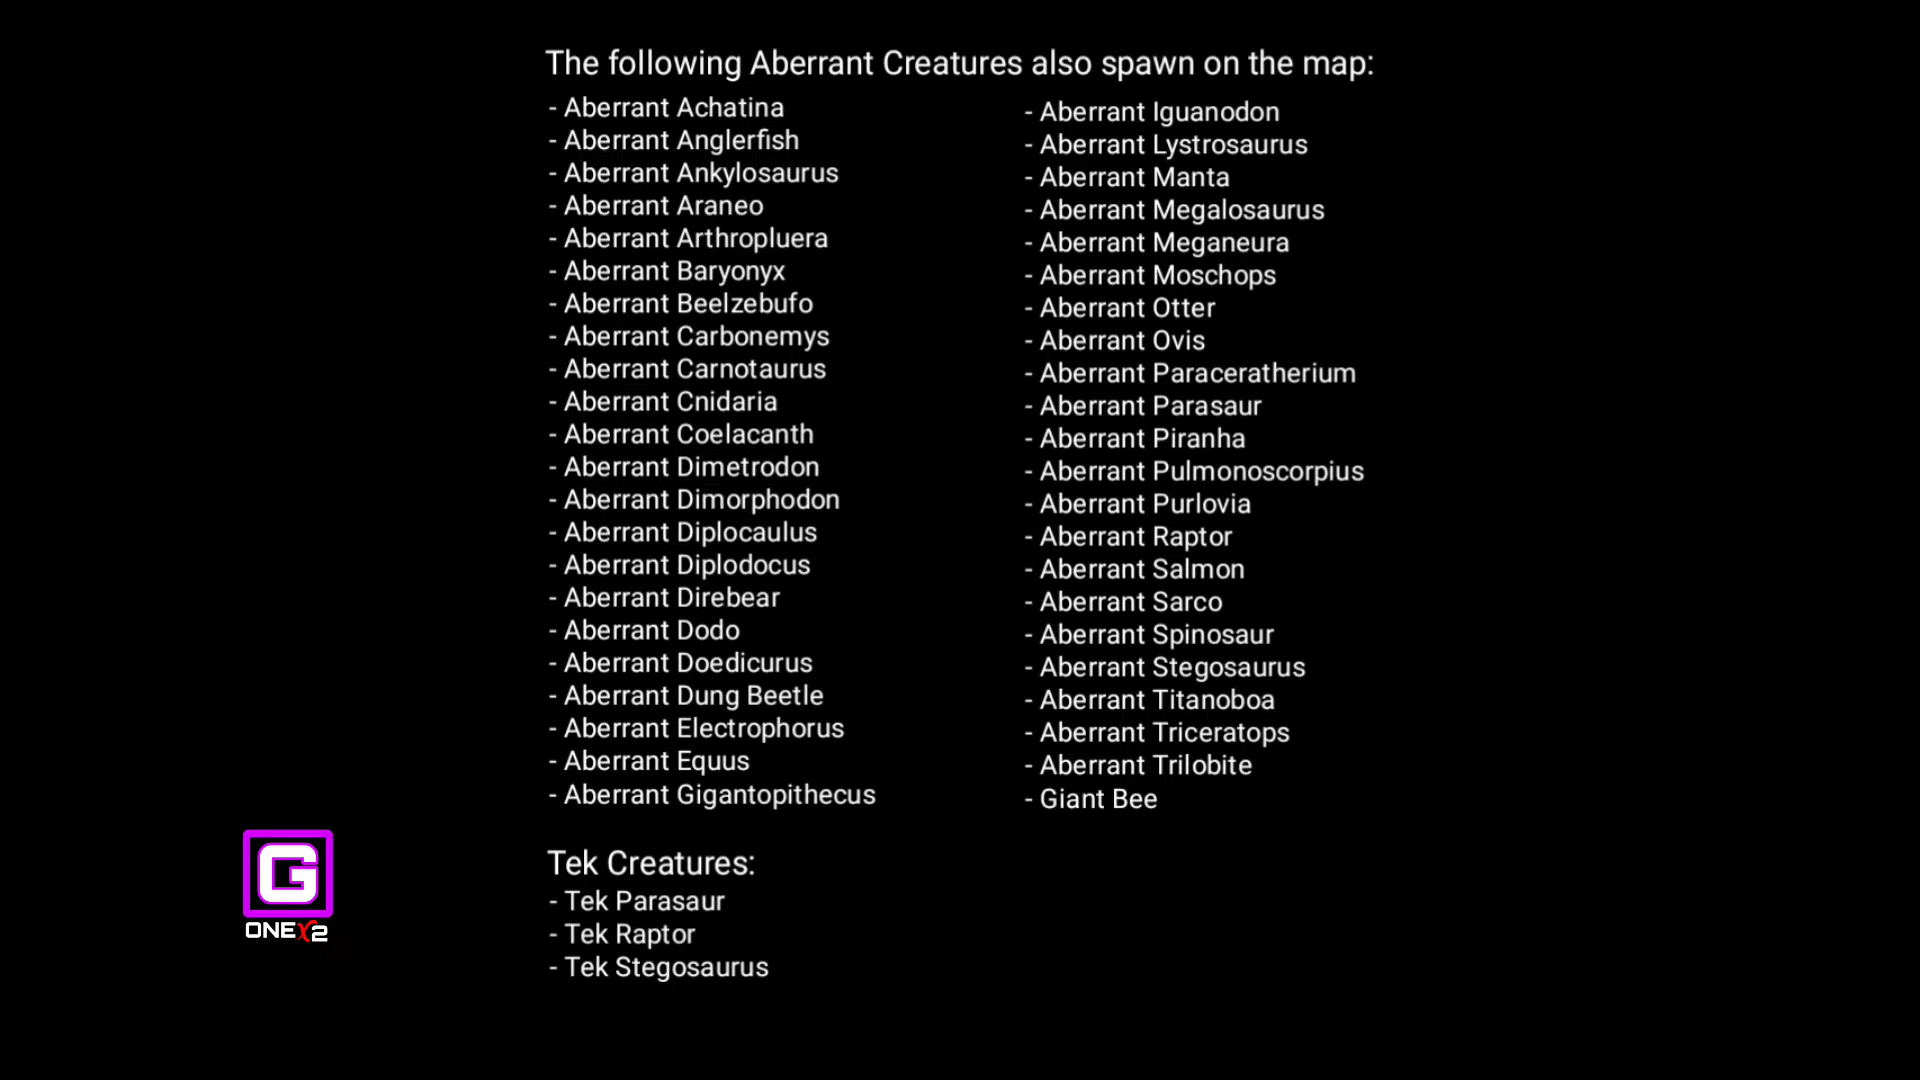 The following Aberrant Creatures also spawn on the map:
- Aberrant Achatina
- Aberrant Anglerfish
- Aberrant Ankylosaurus
- Aberrant Araneo
- Aberrant Arthropluera
- Aberrant Baryonyx
- Aberrant Beelzebufo
- Aberrant Carbonemys
- Aberrant Carnotaurus
- Aberrant Cnidaria
- Aberrant Coelacanth
- Aberrant Dimetrodon
- Aberrant Dimorphodon
- Aberrant Diplocaulus
- Aberrant Diplodocus
- Aberrant Direbear
- Aberrant Dodo
- Aberrant Doedicurus
- Aberrant Dung Beetle
- Aberrant Electrophorus
- Aberrant Equus
- Aberrant Gigantopithecus
- Aberrant Iguanodon
- Aberrant Lystrosaurus
- Aberrant Manta
- Aberrant Megalosaurus
- Aberrant Meganeura
- Aberrant Moschops
- Aberrant Otter
- Aberrant Ovis
- Aberrant Paraceratherium
- Aberrant Parasaur
- Aberrant Piranha
- Aberrant Pulmonoscorpius
- Aberrant Purlovia
- Aberrant Raptor
- Aberrant Salmon
- Aberrant Sarco
- Aberrant Spinosaur
- Aberrant Stegosaurus
- Aberrant Titanoboa
- Aberrant Triceratops
- Aberrant Trilobite
- Giant Bee
Tek Creatures:
- Tek Parasaur
- Tek Raptor
- Tek Stegosaurus
G
ONEX2